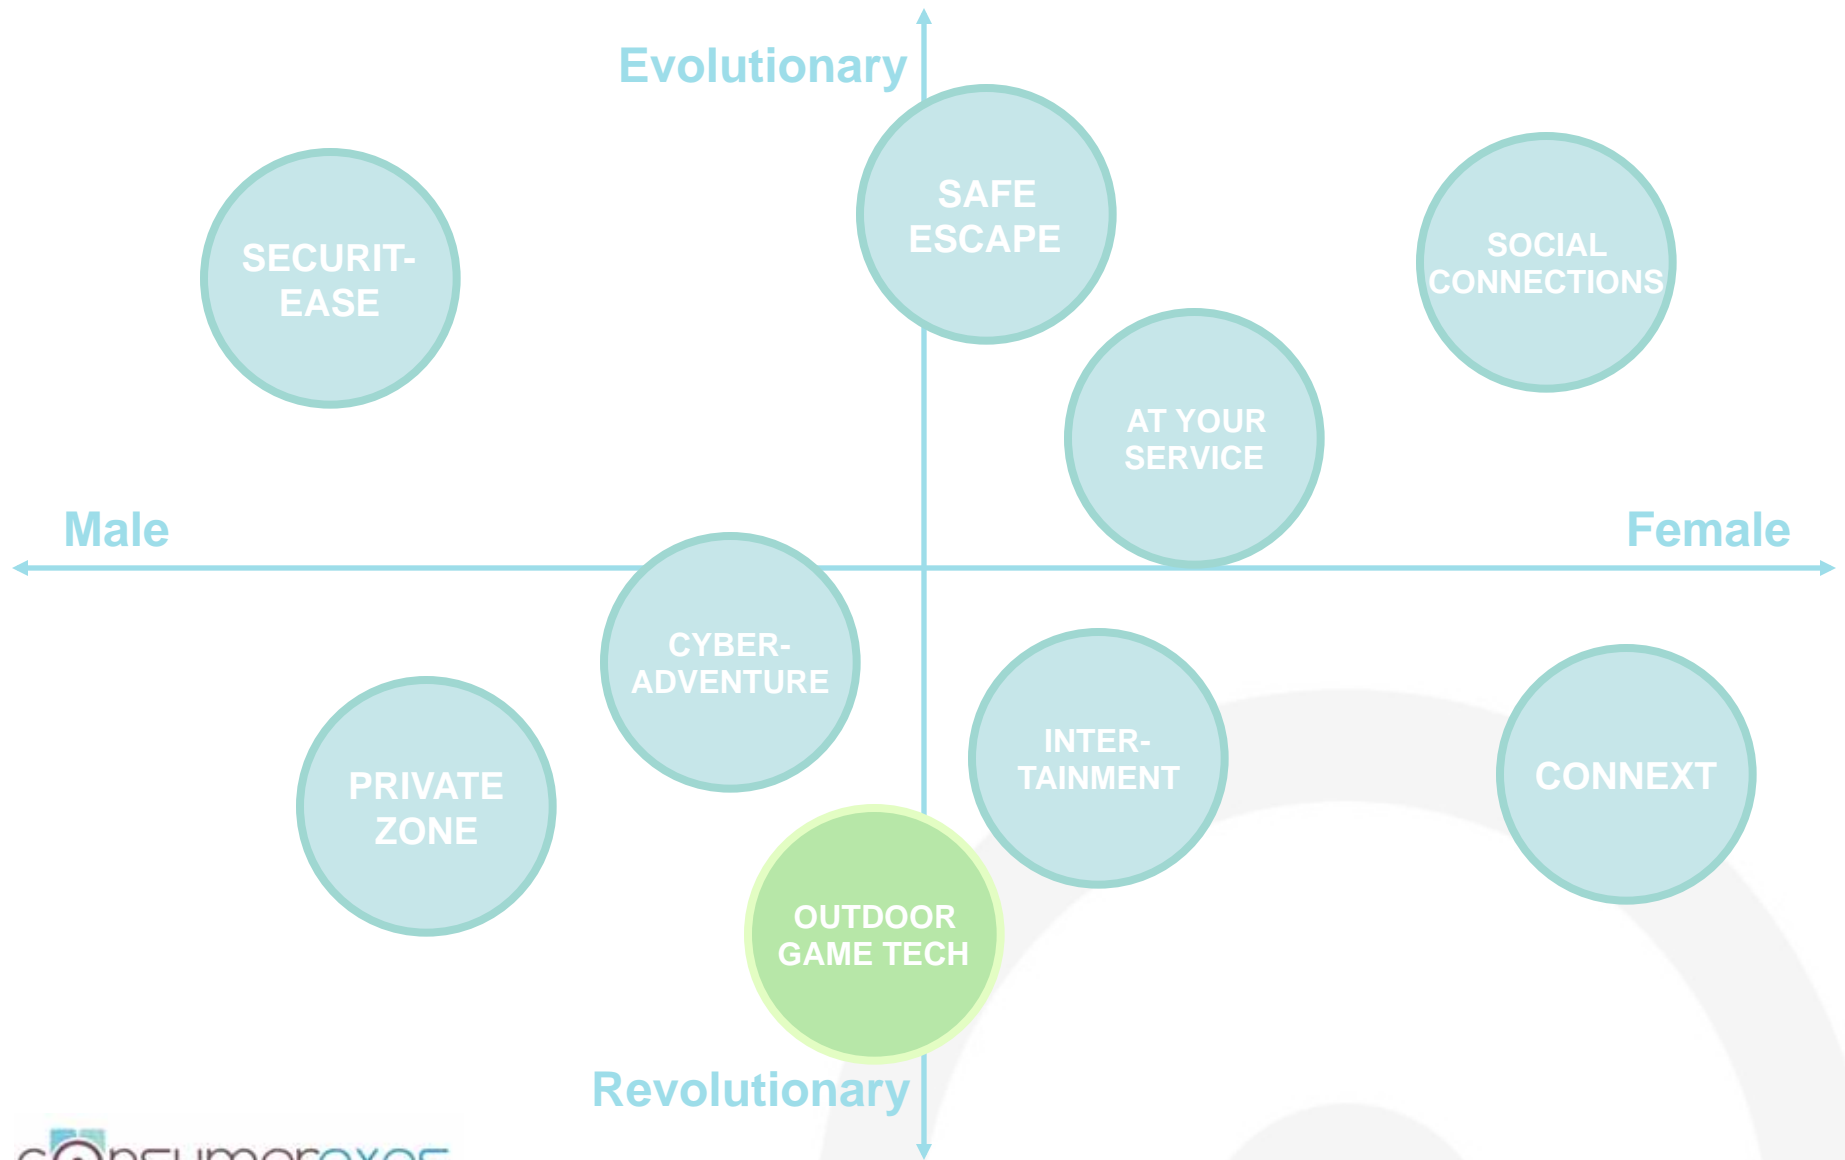 Evolutionary
SAFE
ESCAPE
SOCIAL
CONNECTIONS
SECURIT-
EASE
AT YOUR
SERVICE
Male
Female
CYBER-
ADVENTURE
INTER-
TAINMENT
CONNEXT
PRIVATE
ZONE
OUTDOOR
GAME TECH
Revolutionary